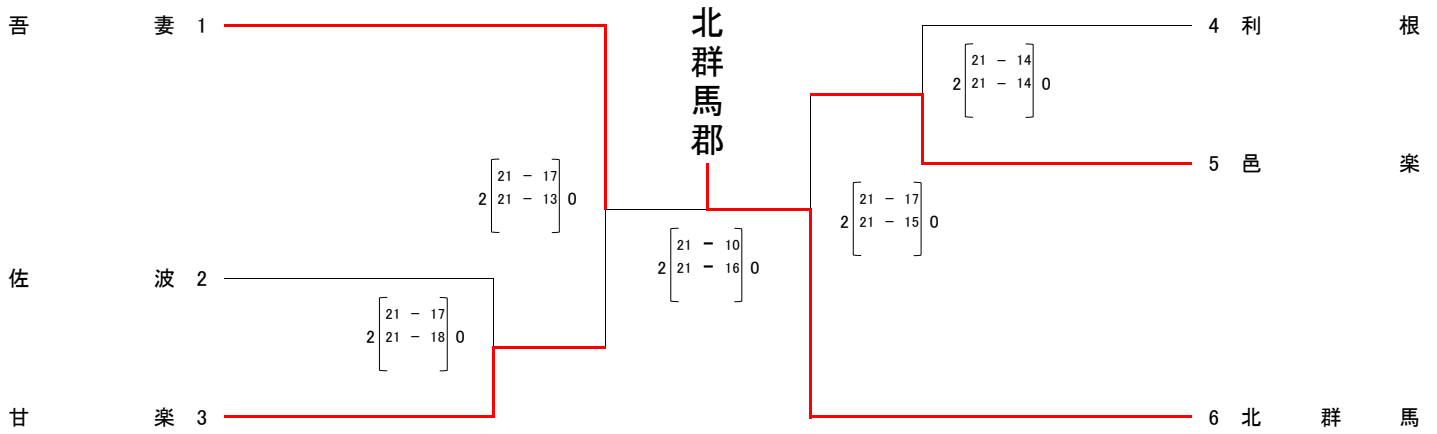 吾妻 1
佐波 2
甘楽 3
北群馬郡
4 利根
5 邑楽
6 北群馬
2 21 － 17 0
21 － 13
2 21 － 17 0
21 － 18
2 21 － 10 0
21 － 16
2 21 － 14 0
21 － 14
2 21 － 17 0
21 － 15